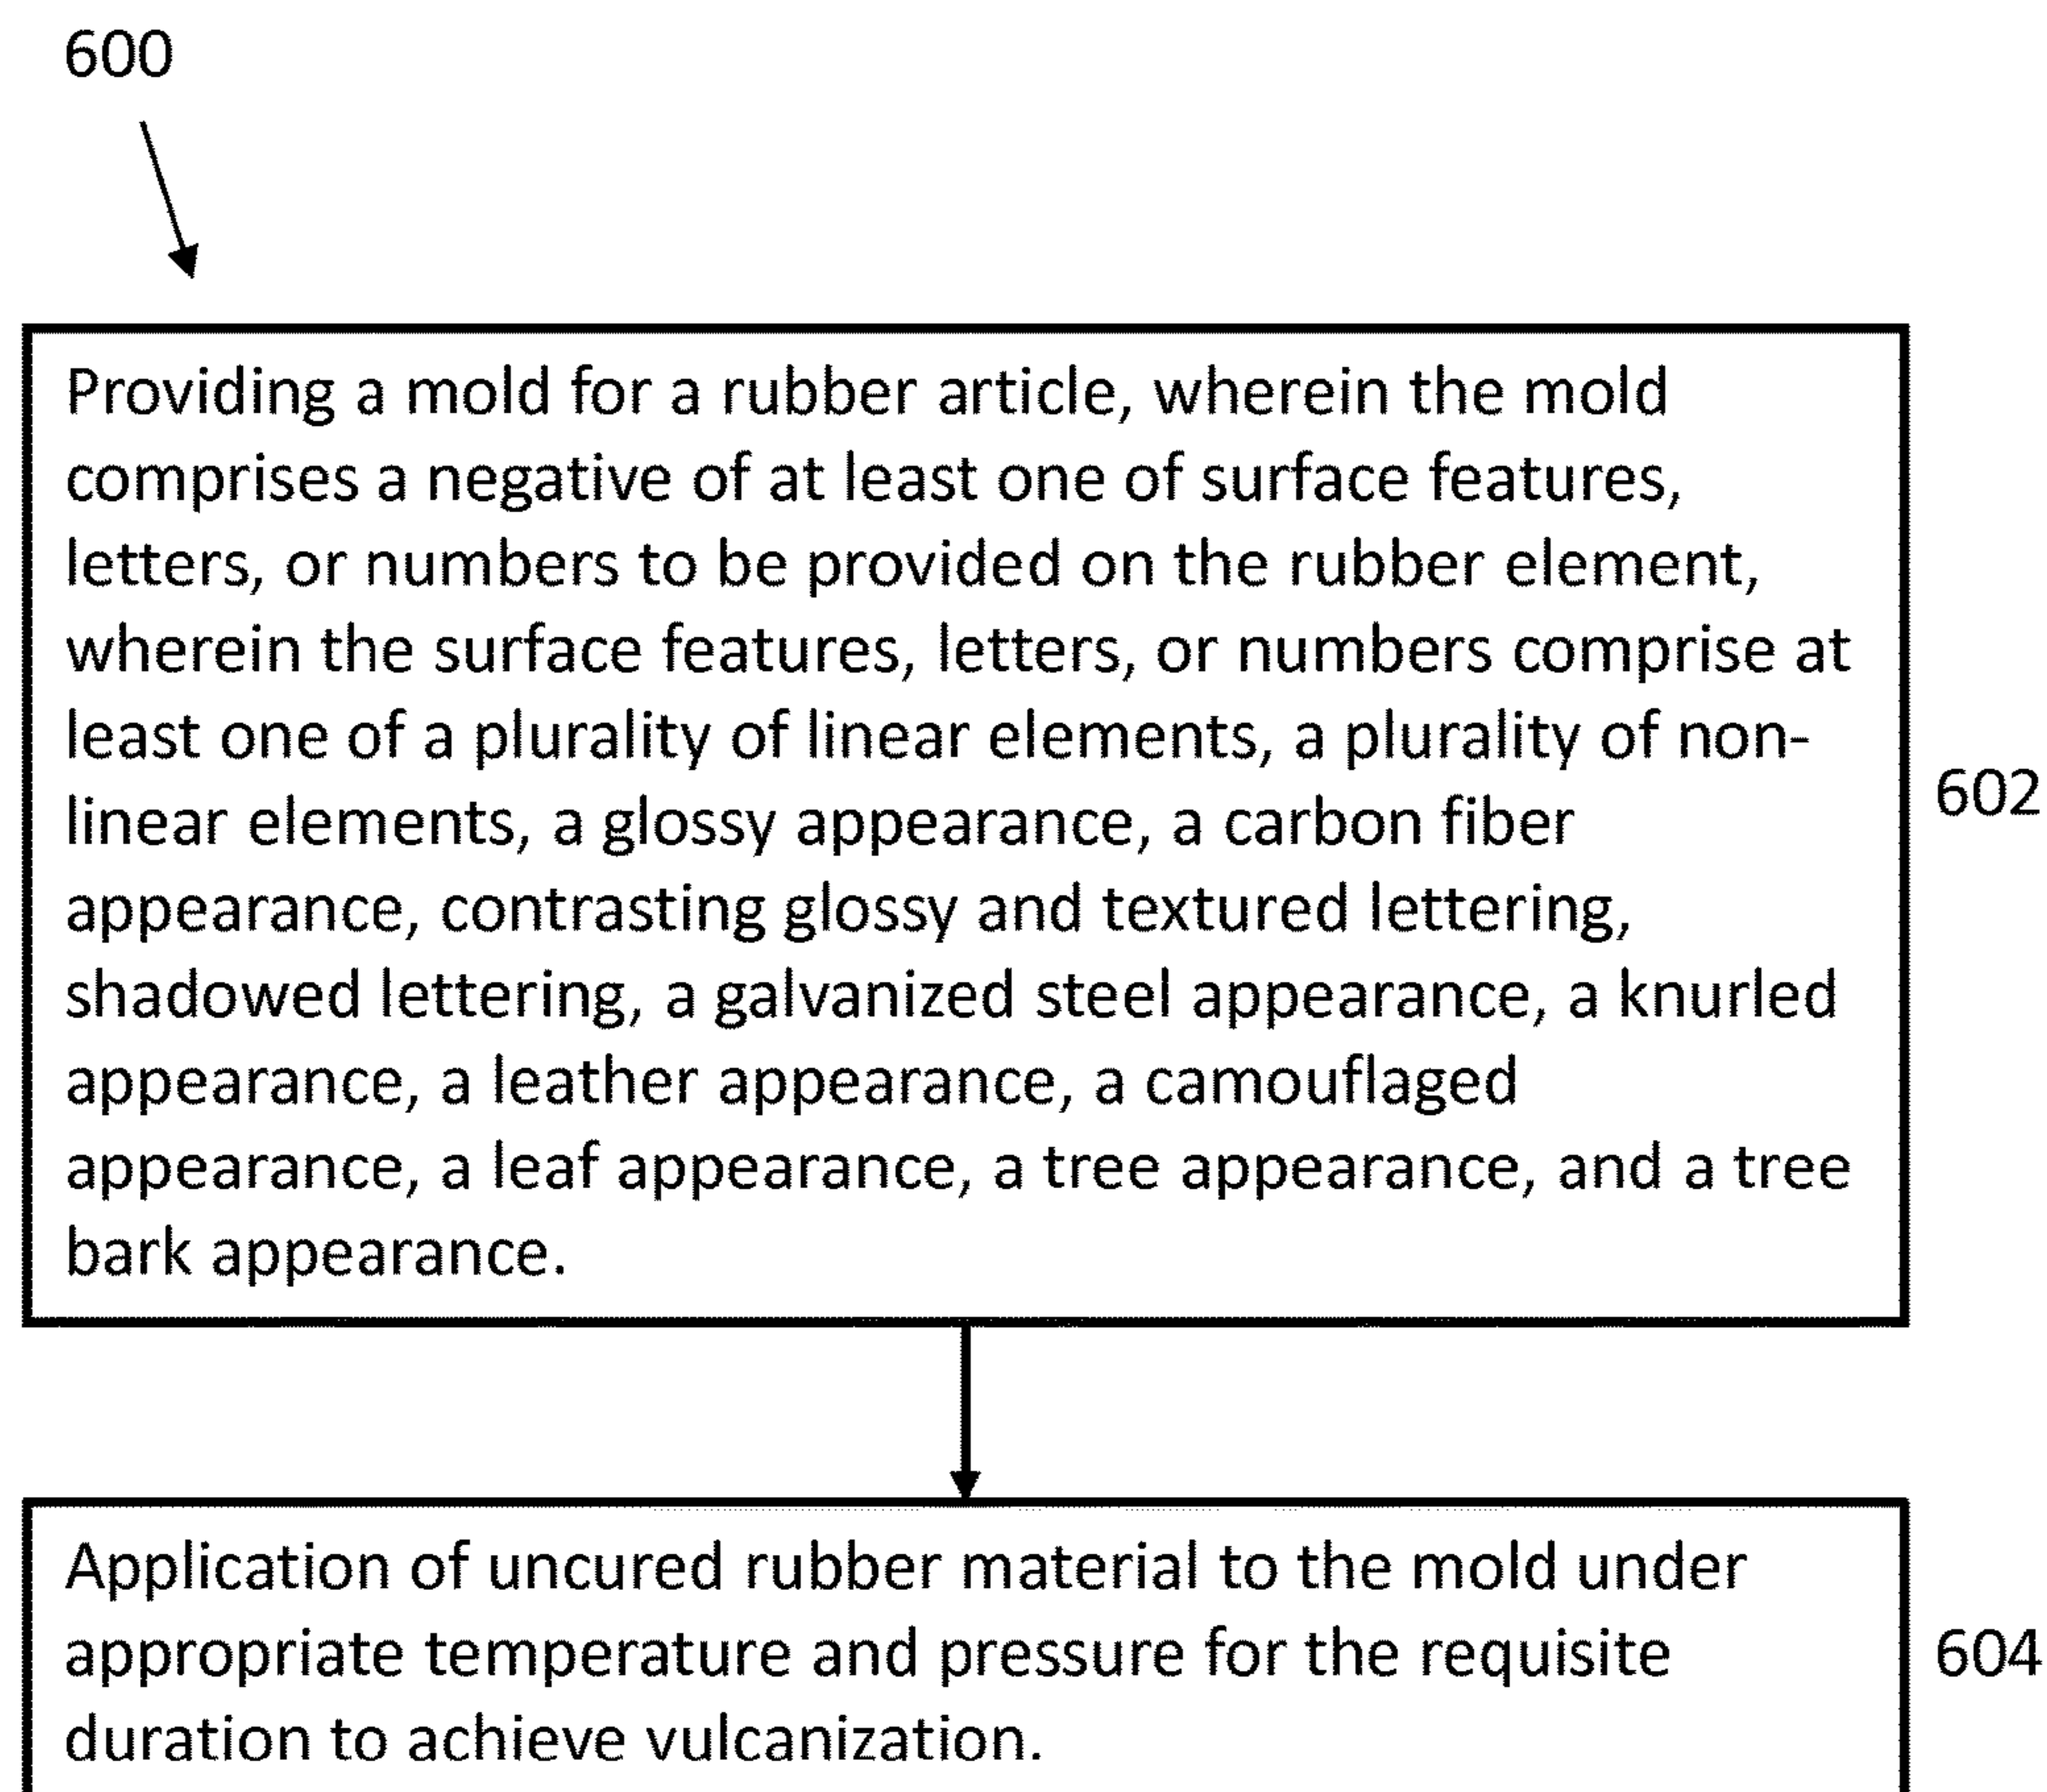 600
Providing a mold for a rubber article, wherein the mold
comprises a negative of at least one of surface features,
letters, or numbers to be provided on the rubber element,
wherein the surface features, letters, or numbers comprise at
least one of a plurality of linear elements, a plurality of non-
linear elements, a glossy appearance, a carbon fiber
appearance, contrasting glossy and textured lettering,
shadowed lettering, a galvanized steel appearance, a knurled
appearance, a leather appearance, a camouflaged
appearance, a leaf appearance, a tree appearance, and a tree
bark appearance.
602
Application of uncured rubber material to the mold under
appropriate temperature and pressure for the requisite
duration to achieve vulcanization.
604